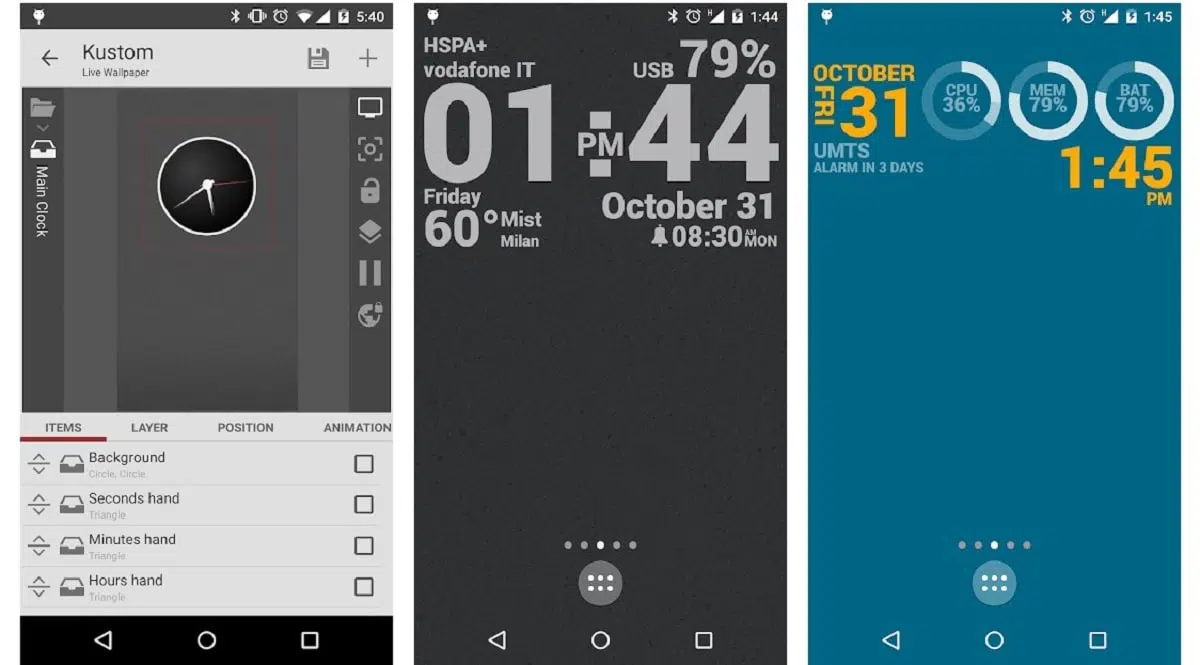 5:40
Kustom
Live Wallpaper
Main Clock
ITEMS LAYER POSITION ANIMATION
Background
Circle, Circle,
Seconds hand
Triangle
Minutes hand
Triangle
Hours hand
Triangle
H 1:44
HSPA+
vodafone IT
USB 79%
01:44
PM
Friday
60° Mist
Milan
October 31
08:30 AM MON
H 1:45
OCTOBER
FRI 31
CPU
36%
MEM
79%
BAT
79%
UMTS
ALARM IN 3 DAYS
1:45
PM